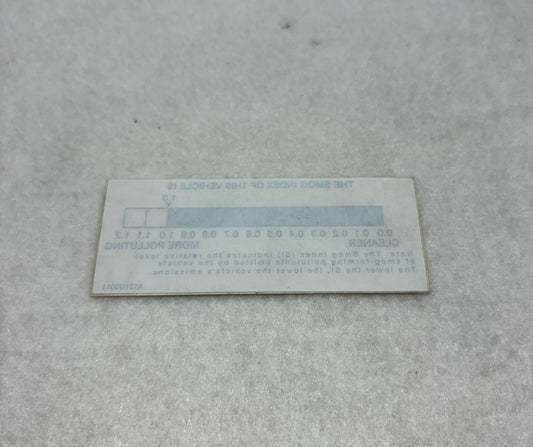 THE SMOG INDEX OF THIS VEHICLE IS
1.0
0.0 0.1 0.2 0.3 0.4 0.5 0.6 0.7 0.8 0.9 1.0 1.1 1.2
CLEANER MORE POLLUTING
Note: The Smog Index (SI) indicates the relative level
of smog-forming pollutants emitted by the vehicle
The lower the SI, the lower the vehicle's emissions.